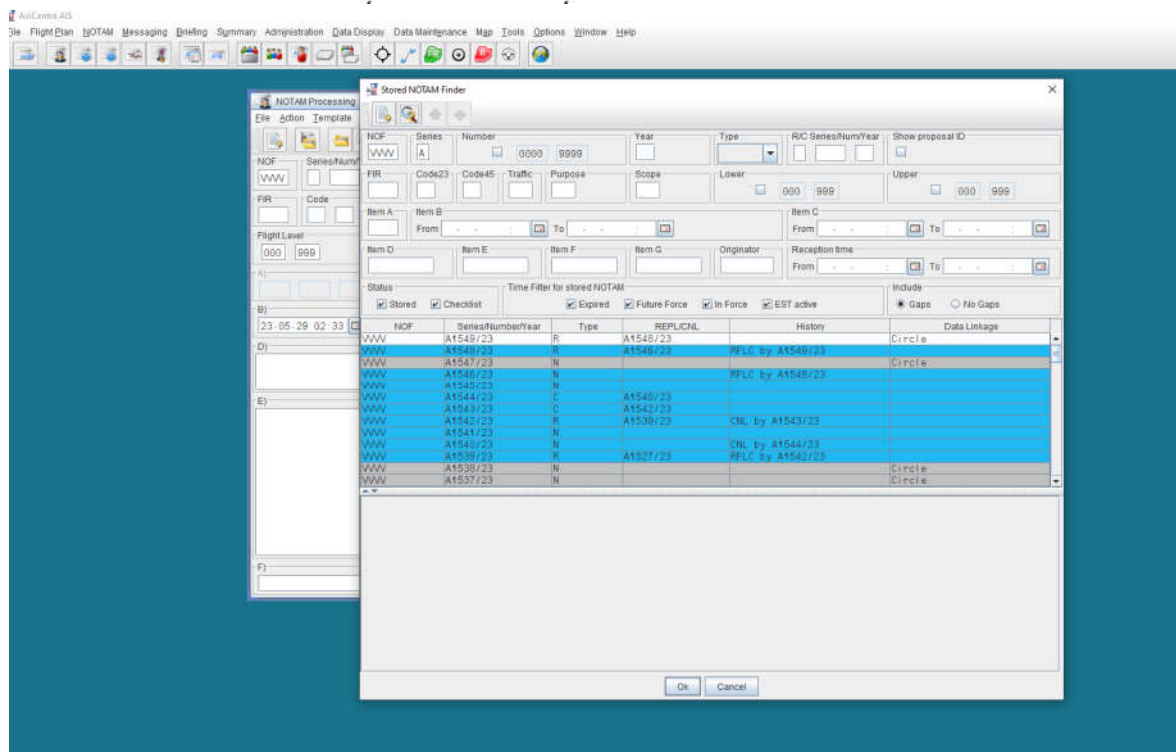 AviCentre AIS
File Flight Plan NOTAM Messaging Briefing Summary Administration Data Display Data Maintenance Map Tools Options Window Help
NOTAM Processing
File Action Template
NOF Series/Num/
VVVV
FIR Code
Flight Level
000 999
A)
B)
23-05-29 02:33
D)
E)
F)
Stored NOTAM Finder
NOF Series Number Year Type R/C Series/Num/Year Show proposal ID
VVVV A 0000 9999
FIR Code23 Code45 Traffic Purpose Scope Lower Upper
000 999 000 999
Item A Item B Item C
From - - : To - - : From - - : To - - :
Item D Item E Item F Item G Originator Reception time
From - - : To - - :
Status Time Filter for stored NOTAM Include
Stored Checklist Expired Future Force In Force EST active Gaps No Gaps
NOF Series/Number/Year Type REPL/CNL History Data Linkage
VVVV A1549/23 R A1548/23 Circle
VVVV A1548/23 R A1546/23 RPLC by A1549/23
VVVV A1547/23 N Circle
VVVV A1546/23 N RPLC by A1548/23
VVVV A1545/23 N
VVVV A1544/23 C A1540/23
VVVV A1543/23 C A1542/23
VVVV A1542/23 R A1539/23 CNL by A1543/23
VVVV A1541/23 N
VVVV A1540/23 N CNL by A1544/23
VVVV A1539/23 R A1527/23 RPLC by A1542/23
VVVV A1538/23 N Circle
VVVV A1537/23 N Circle
Ok Cancel